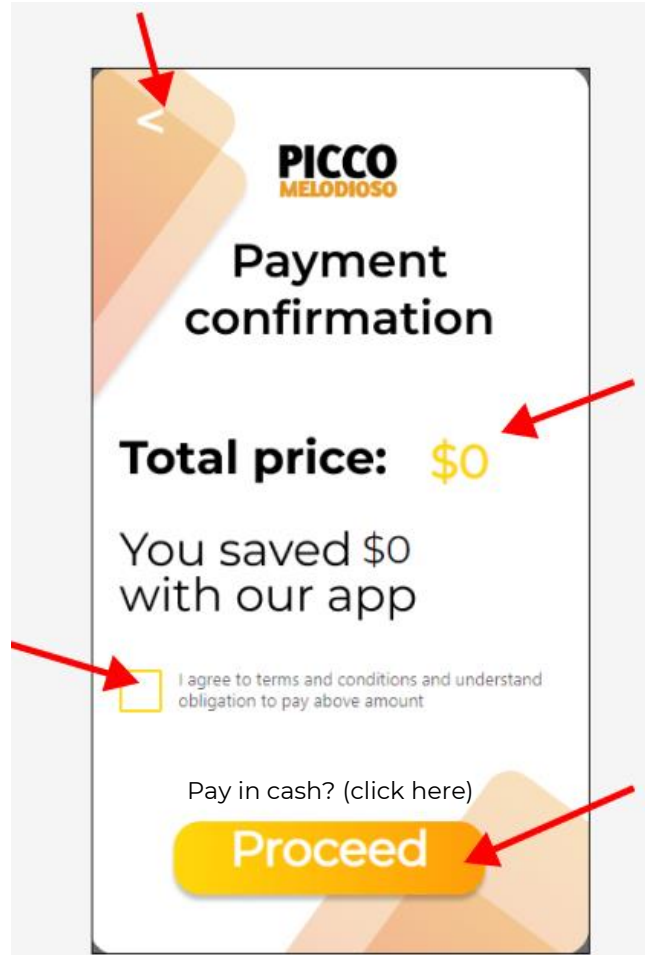 <
PICCO
MELODIOSO
Payment
confirmation
Total price: $0
You saved $0
with our app
I agree to terms and conditions and understand
obligation to pay above amount
Pay in cash? (click here)
Proceed